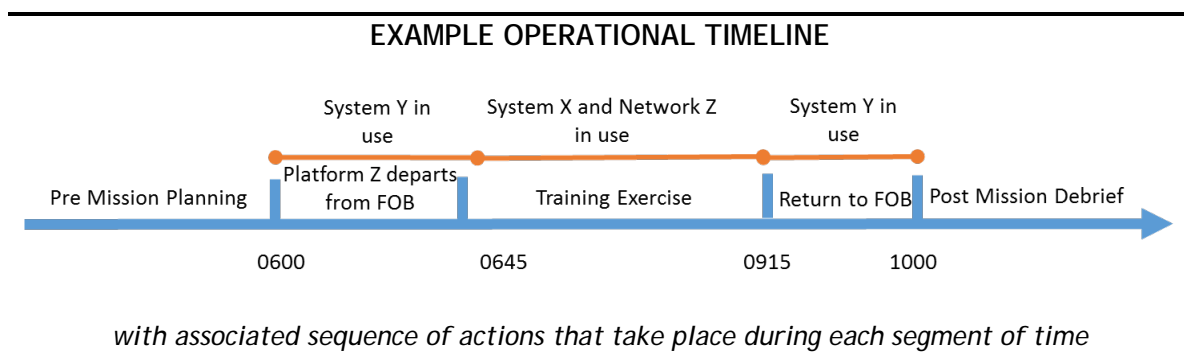 EXAMPLE OPERATIONAL TIMELINE
System Y in
use
System X and Network Z
in use
System Y in
use
Pre Mission Planning
Platform Z departs
from FOB
Training Exercise
Return to FOB
Post Mission Debrief
0600
0645
0915
1000
with associated sequence of actions that take place during each segment of time